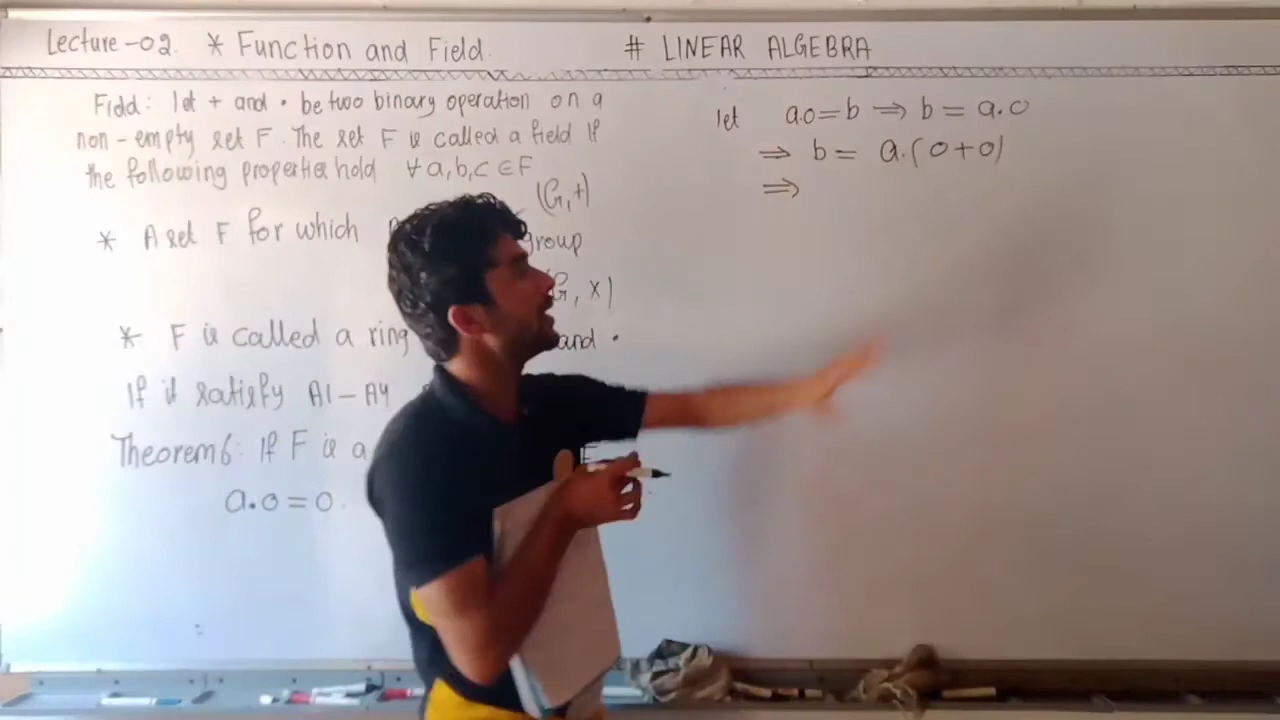 Lecture-02. * Function and Field. # LINEAR ALGEBRA
Field: let + and • be two binary operation on a
non-empty set F. The set F is called a field if
the following properties hold ∀ a,b,c ∈ F
(G,+)
* A set F for which group
(G, x)
* F is called a ring and •
If it satisfy A1-A4
Theorem 6: If F is a F
a.0=0.
let a.0=b ⇒ b=a.0
⇒ b= a.(0+0)
⇒